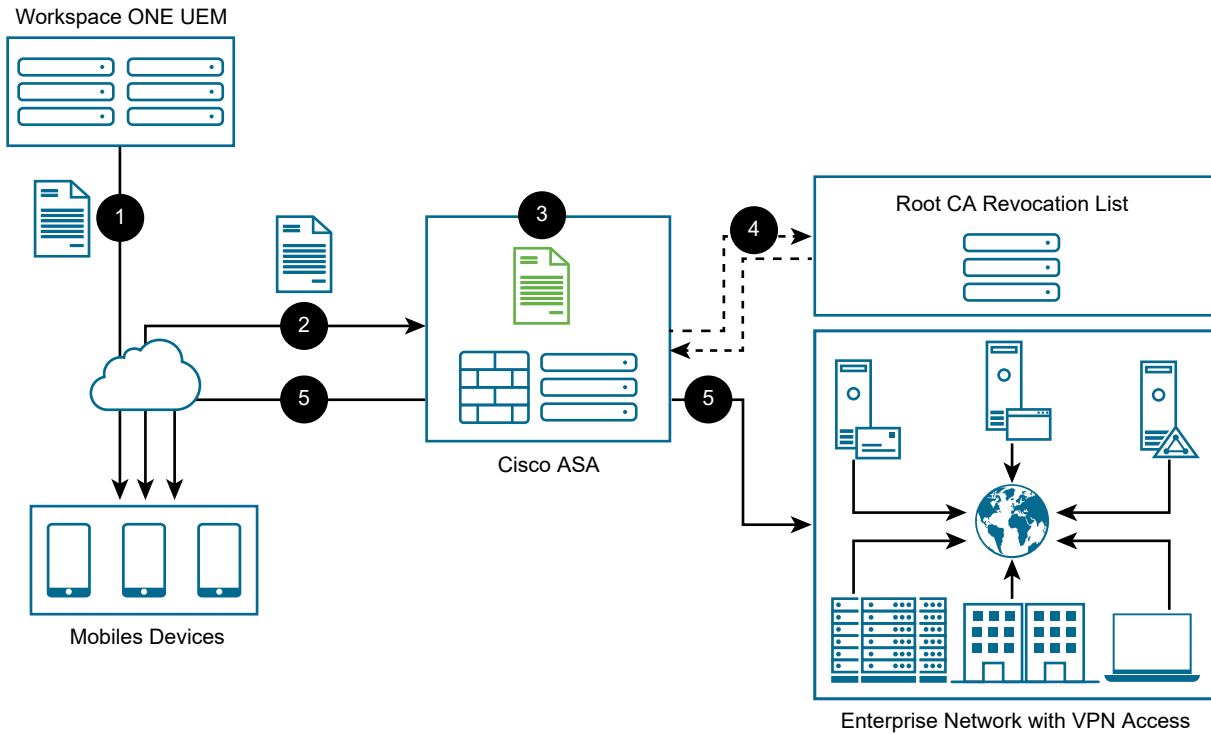 Workspace ONE UEM
1
3
Root CA Revocation List
4
2
5
5
Cisco ASA
Mobiles Devices
Enterprise Network with VPN Access